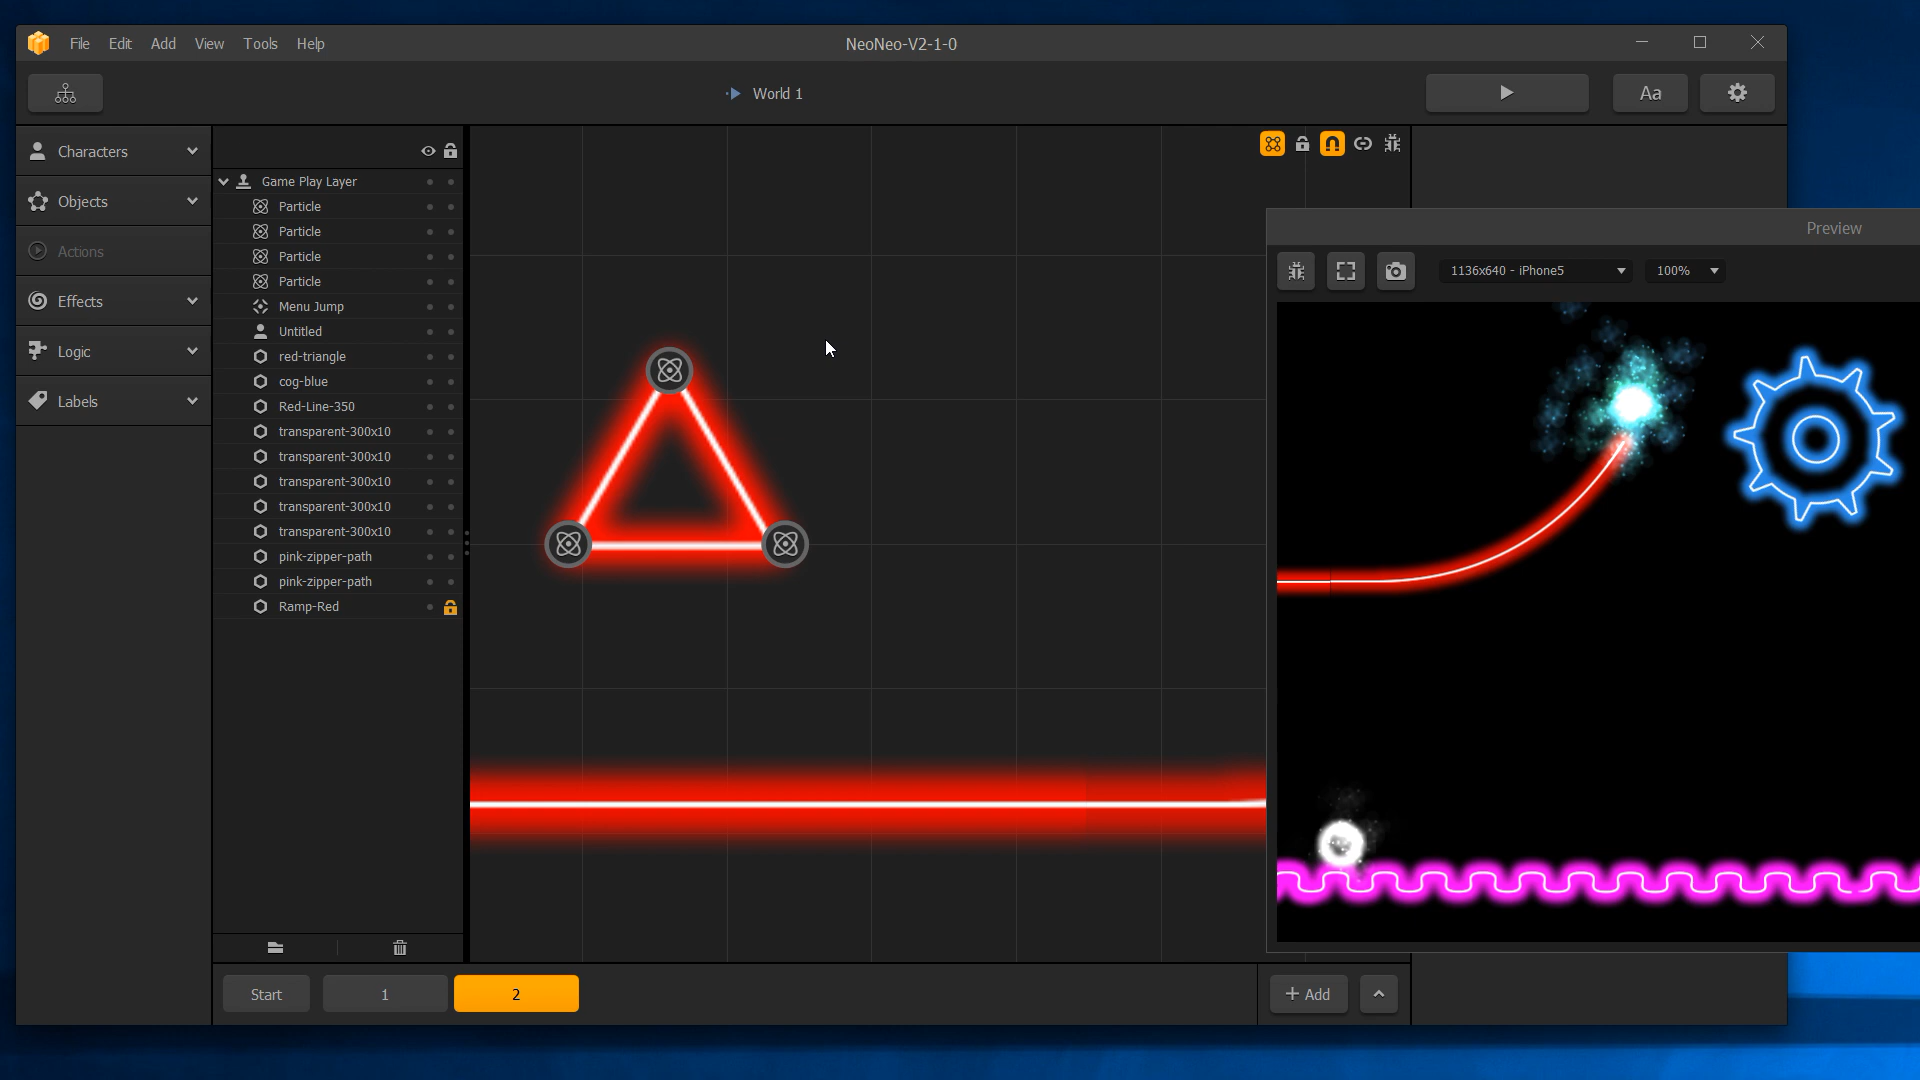 File Edit Add View Tools Help
NeoNeo-V2-1-0
World 1
Aa
Characters
Objects
Actions
Effects
Logic
Labels
Game Play Layer
Particle
Particle
Particle
Particle
Menu Jump
Untitled
red-triangle
cog-blue
Red-Line-350
transparent-300x10
transparent-300x10
transparent-300x10
transparent-300x10
transparent-300x10
pink-zipper-path
pink-zipper-path
Ramp-Red
Preview
1136x640 - iPhone5
100%
Start
1
2
+ Add